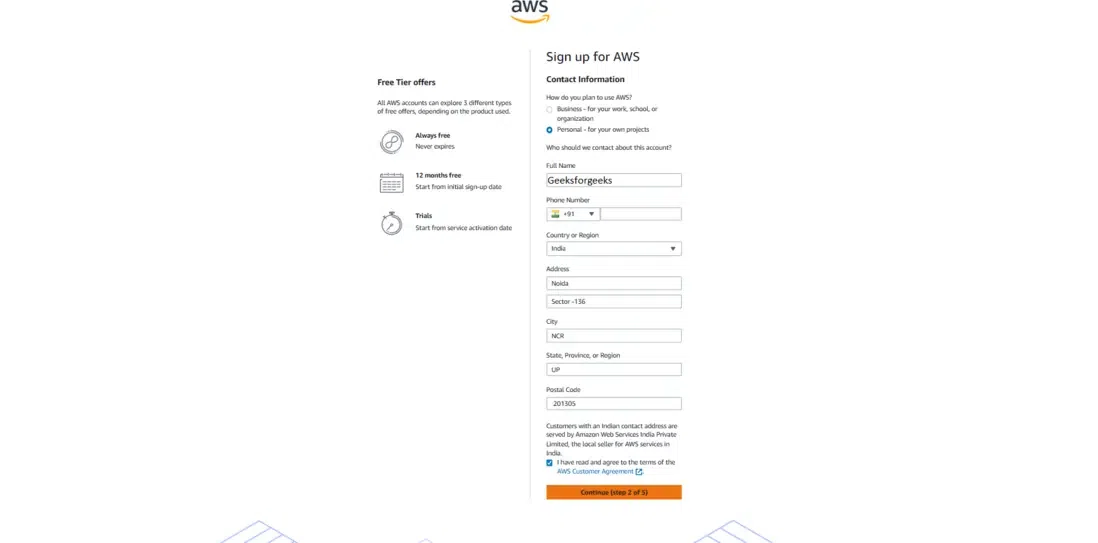 aws
Free Tier offers
All AWS accounts can explore 3 different types
of free offers, depending on the product used.
Always free
Never expires
12 months free
Start from initial sign-up date
Trials
Start from service activation date
Sign up for AWS
Contact Information
How do you plan to use AWS?
Business - for your work, school, or
organization
Personal - for your own projects
Who should we contact about this account?
Full Name
Geeksforgeeks
Phone Number
+91
Country or Region
India
Address
Noida
Sector -136
City
NCR
State, Province, or Region
UP
Postal Code
201305
Customers with an Indian contact address are
served by Amazon Web Services India Private
Limited, the local seller for AWS services in
India.
I have read and agree to the terms of the
AWS Customer Agreement
Continue (step 2 of 5)